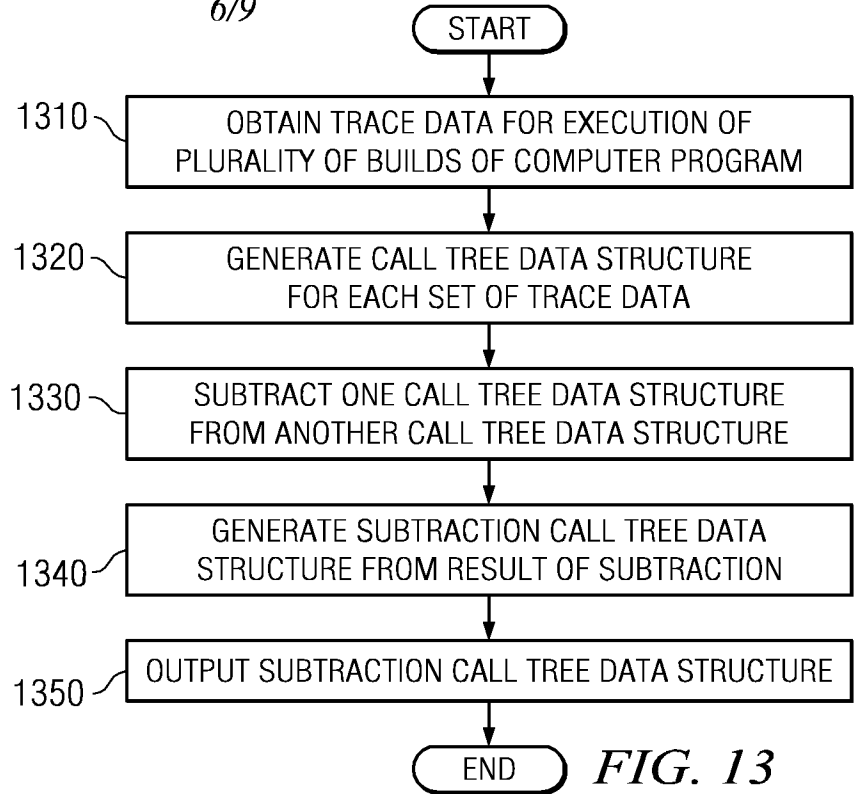 6/9
START
1310
OBTAIN TRACE DATA FOR EXECUTION OF
PLURALITY OF BUILDS OF COMPUTER PROGRAM
1320
GENERATE CALL TREE DATA STRUCTURE
FOR EACH SET OF TRACE DATA
1330
SUBTRACT ONE CALL TREE DATA STRUCTURE
FROM ANOTHER CALL TREE DATA STRUCTURE
1340
GENERATE SUBTRACTION CALL TREE DATA
STRUCTURE FROM RESULT OF SUBTRACTION
1350
OUTPUT SUBTRACTION CALL TREE DATA STRUCTURE
END
FIG. 13